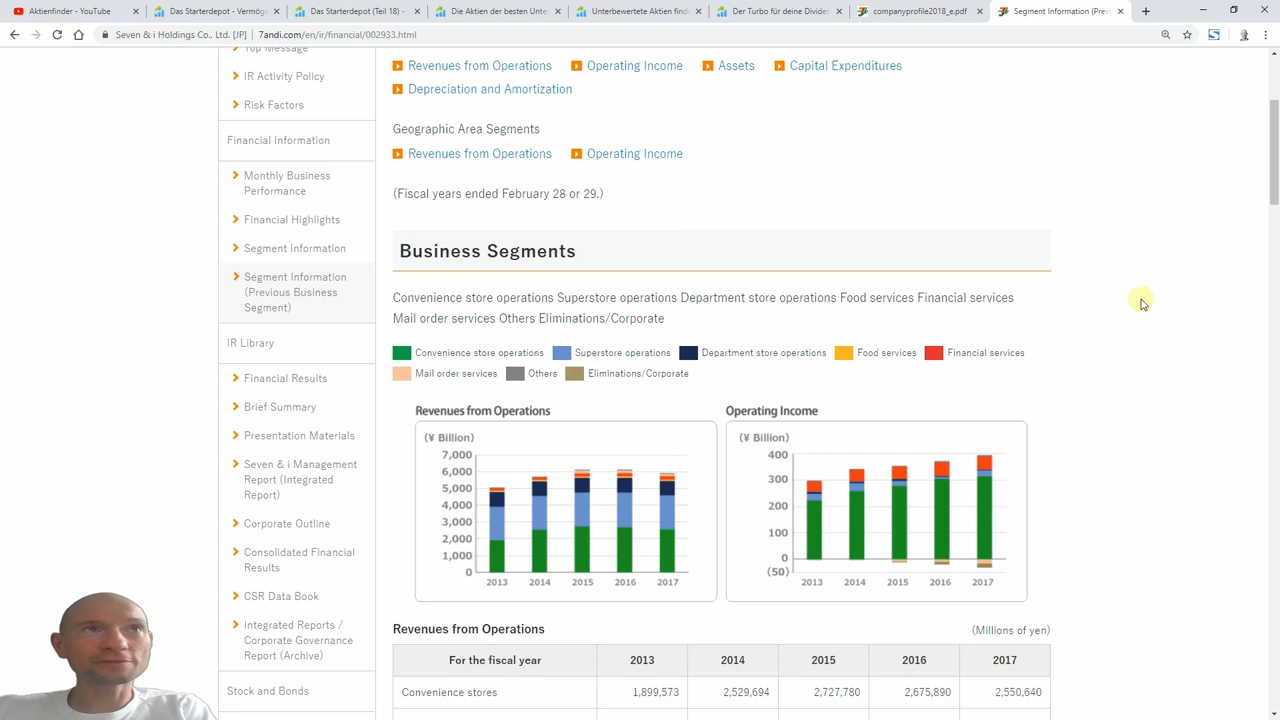 Aktienfinder - YouTube
Das Starterdepot - Vermög
Das Starterdepot (Teil 18) –
Die Aktien der besten Unter
Unterbewertete Aktien find
Der Turbo für deine Divider
companyprofile2018_e.pdf
Segment Information (Prev
Seven & i Holdings Co., Ltd. [JP] | 7andi.com/en/ir/financial/002933.html
Top Message
IR Activity Policy
Risk Factors
Financial Information
Monthly Business
Performance
Financial Highlights
Segment Information
Segment Information
(Previous Business
Segment)
IR Library
Financial Results
Brief Summary
Presentation Materials
Seven & i Management
Report (Integrated
Report)
Corporate Outline
Consolidated Financial
Results
CSR Data Book
Integrated Reports /
Corporate Governance
Report (Archive)
Stock and Bonds
Revenues from Operations Operating Income Assets Capital Expenditures
Depreciation and Amortization
Geographic Area Segments
Revenues from Operations Operating Income
(Fiscal years ended February 28 or 29.)
Business Segments
Convenience store operations Superstore operations Department store operations Food services Financial services
Mail order services Others Eliminations/Corporate
Convenience store operations Superstore operations Department store operations Food services Financial services
Mail order services Others Eliminations/Corporate
Revenues from Operations
(¥ Billion)
7,000
6,000
5,000
4,000
3,000
2,000
1,000
0
2013 2014 2015 2016 2017
Operating Income
(¥ Billion)
400
300
200
100
0
(50)
2013 2014 2015 2016 2017
Revenues from Operations (Millions of yen)
For the fiscal year 2013 2014 2015 2016 2017
Convenience stores 1,899,573 2,529,694 2,727,780 2,675,890 2,550,640